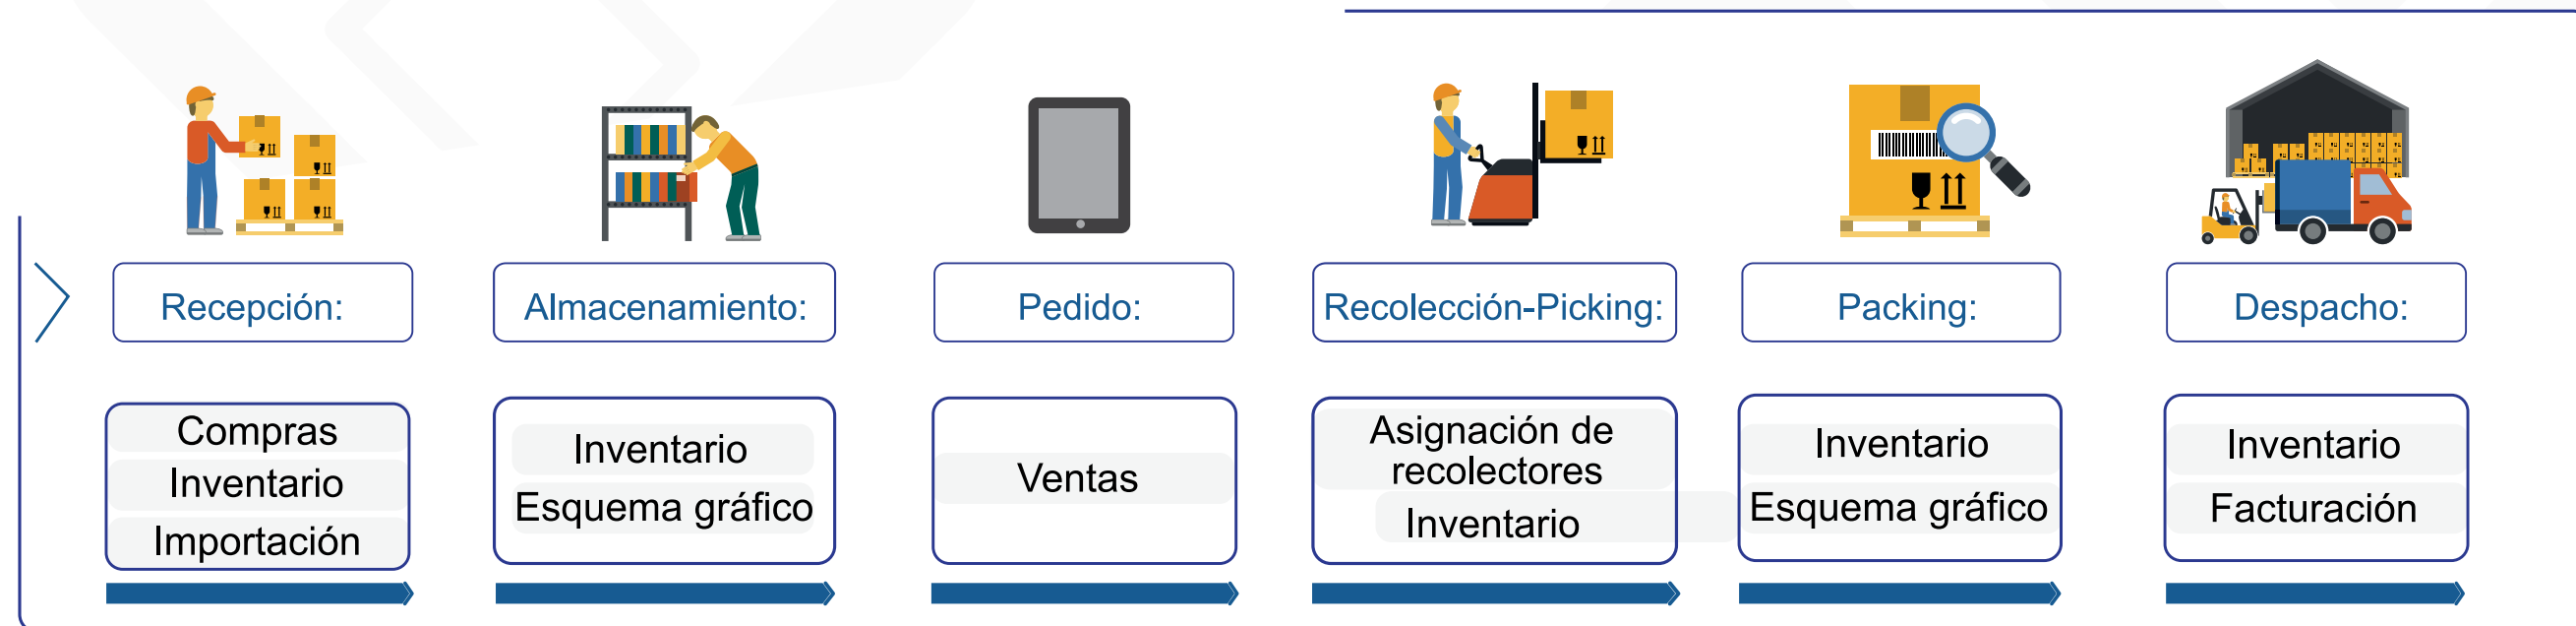 Recepción:
Almacenamiento:
Pedido:
Recolección-Picking:
Packing:
Despacho:
Compras
Inventario
Importación
Inventario
Esquema gráfico
Ventas
Asignación de
recolectores
Inventario
Inventario
Esquema gráfico
Inventario
Facturación